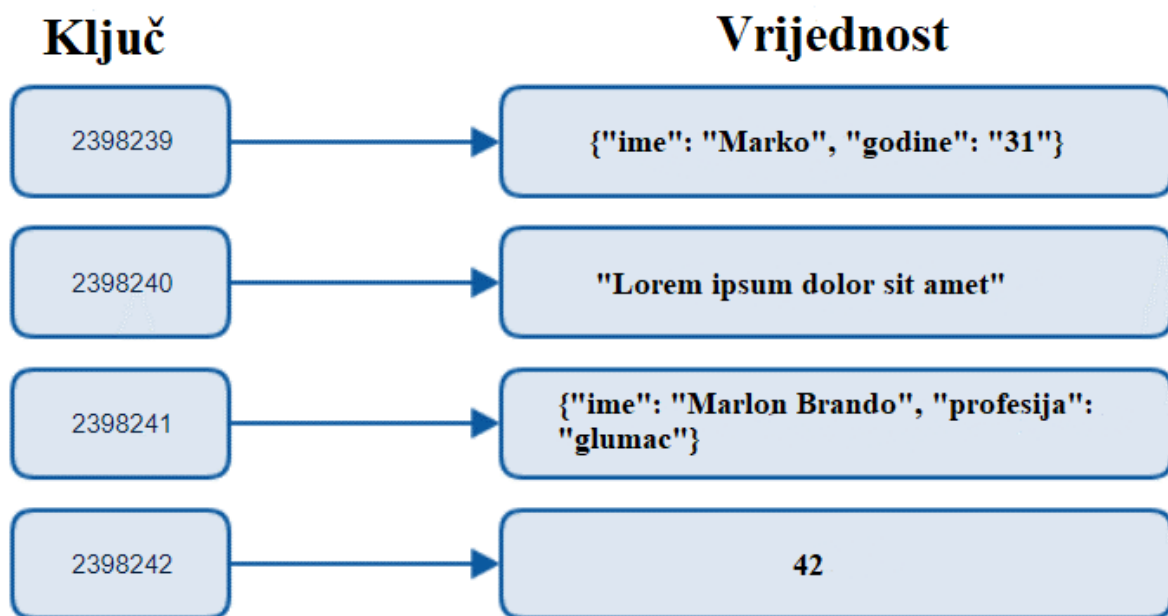 Ključ
Vrijednost
2398239
{"ime": "Marko", "godine": "31"}
2398240
"Lorem ipsum dolor sit amet"
2398241
{"ime": "Marlon Brando", "profesija":
"glumac"}
2398242
42